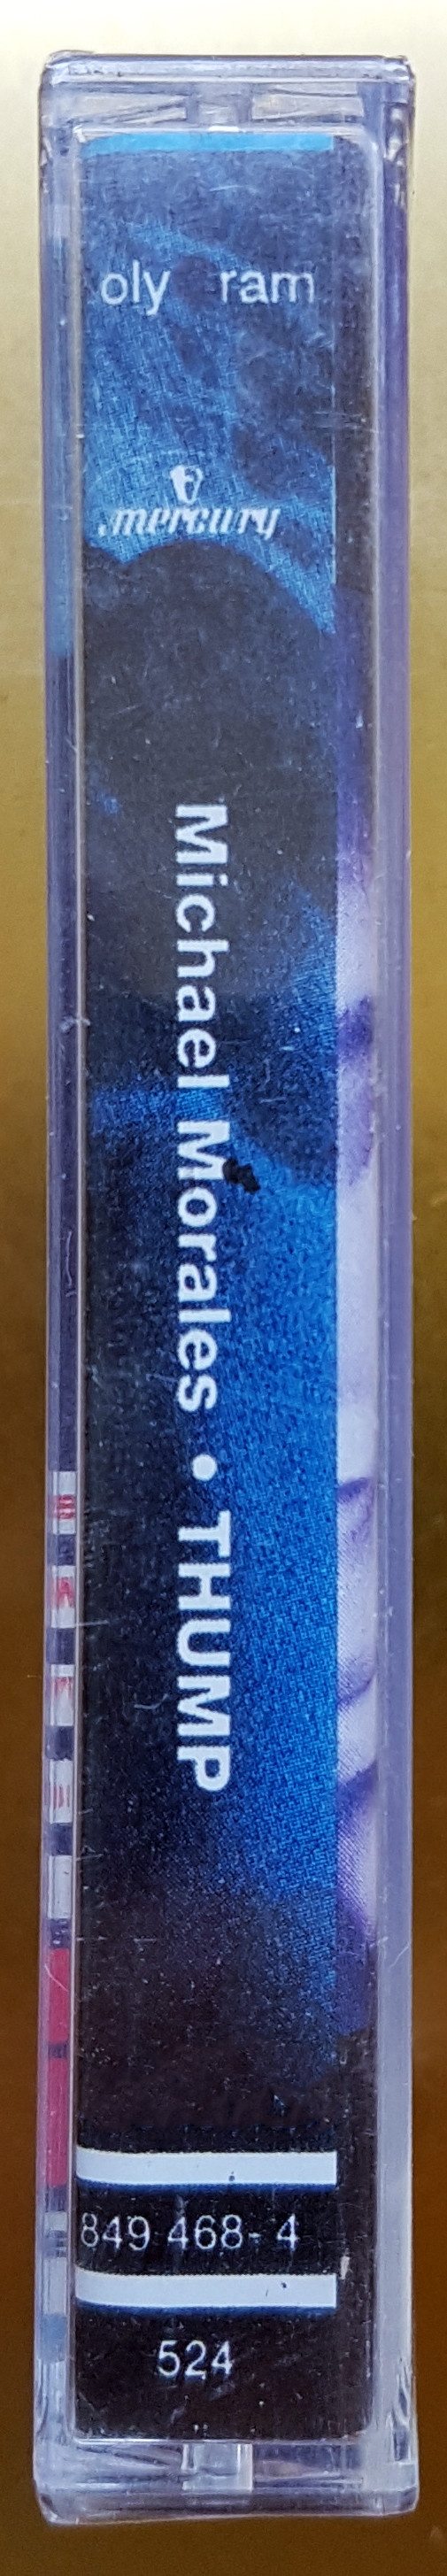 oly ram
mercury
Michael Morales • THUMP
849 468-4
524